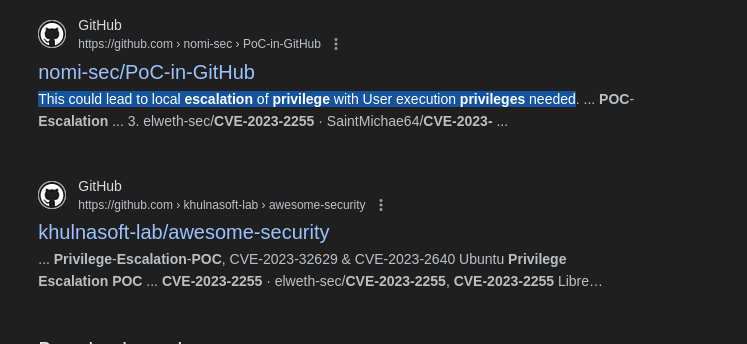 GitHub
https://github.com › nomi-sec › PoC-in-GitHub
nomi-sec/PoC-in-GitHub
This could lead to local escalation of privilege with User execution privileges needed. ... POC-
Escalation ... 3. elweth-sec/CVE-2023-2255 · SaintMichae64/CVE-2023- ...
GitHub
https://github.com › khulnasoft-lab › awesome-security
khulnasoft-lab/awesome-security
... Privilege-Escalation-POC, CVE-2023-32629 & CVE-2023-2640 Ubuntu Privilege
Escalation POC ... CVE-2023-2255 · elweth-sec/CVE-2023-2255, CVE-2023-2255 Libre…